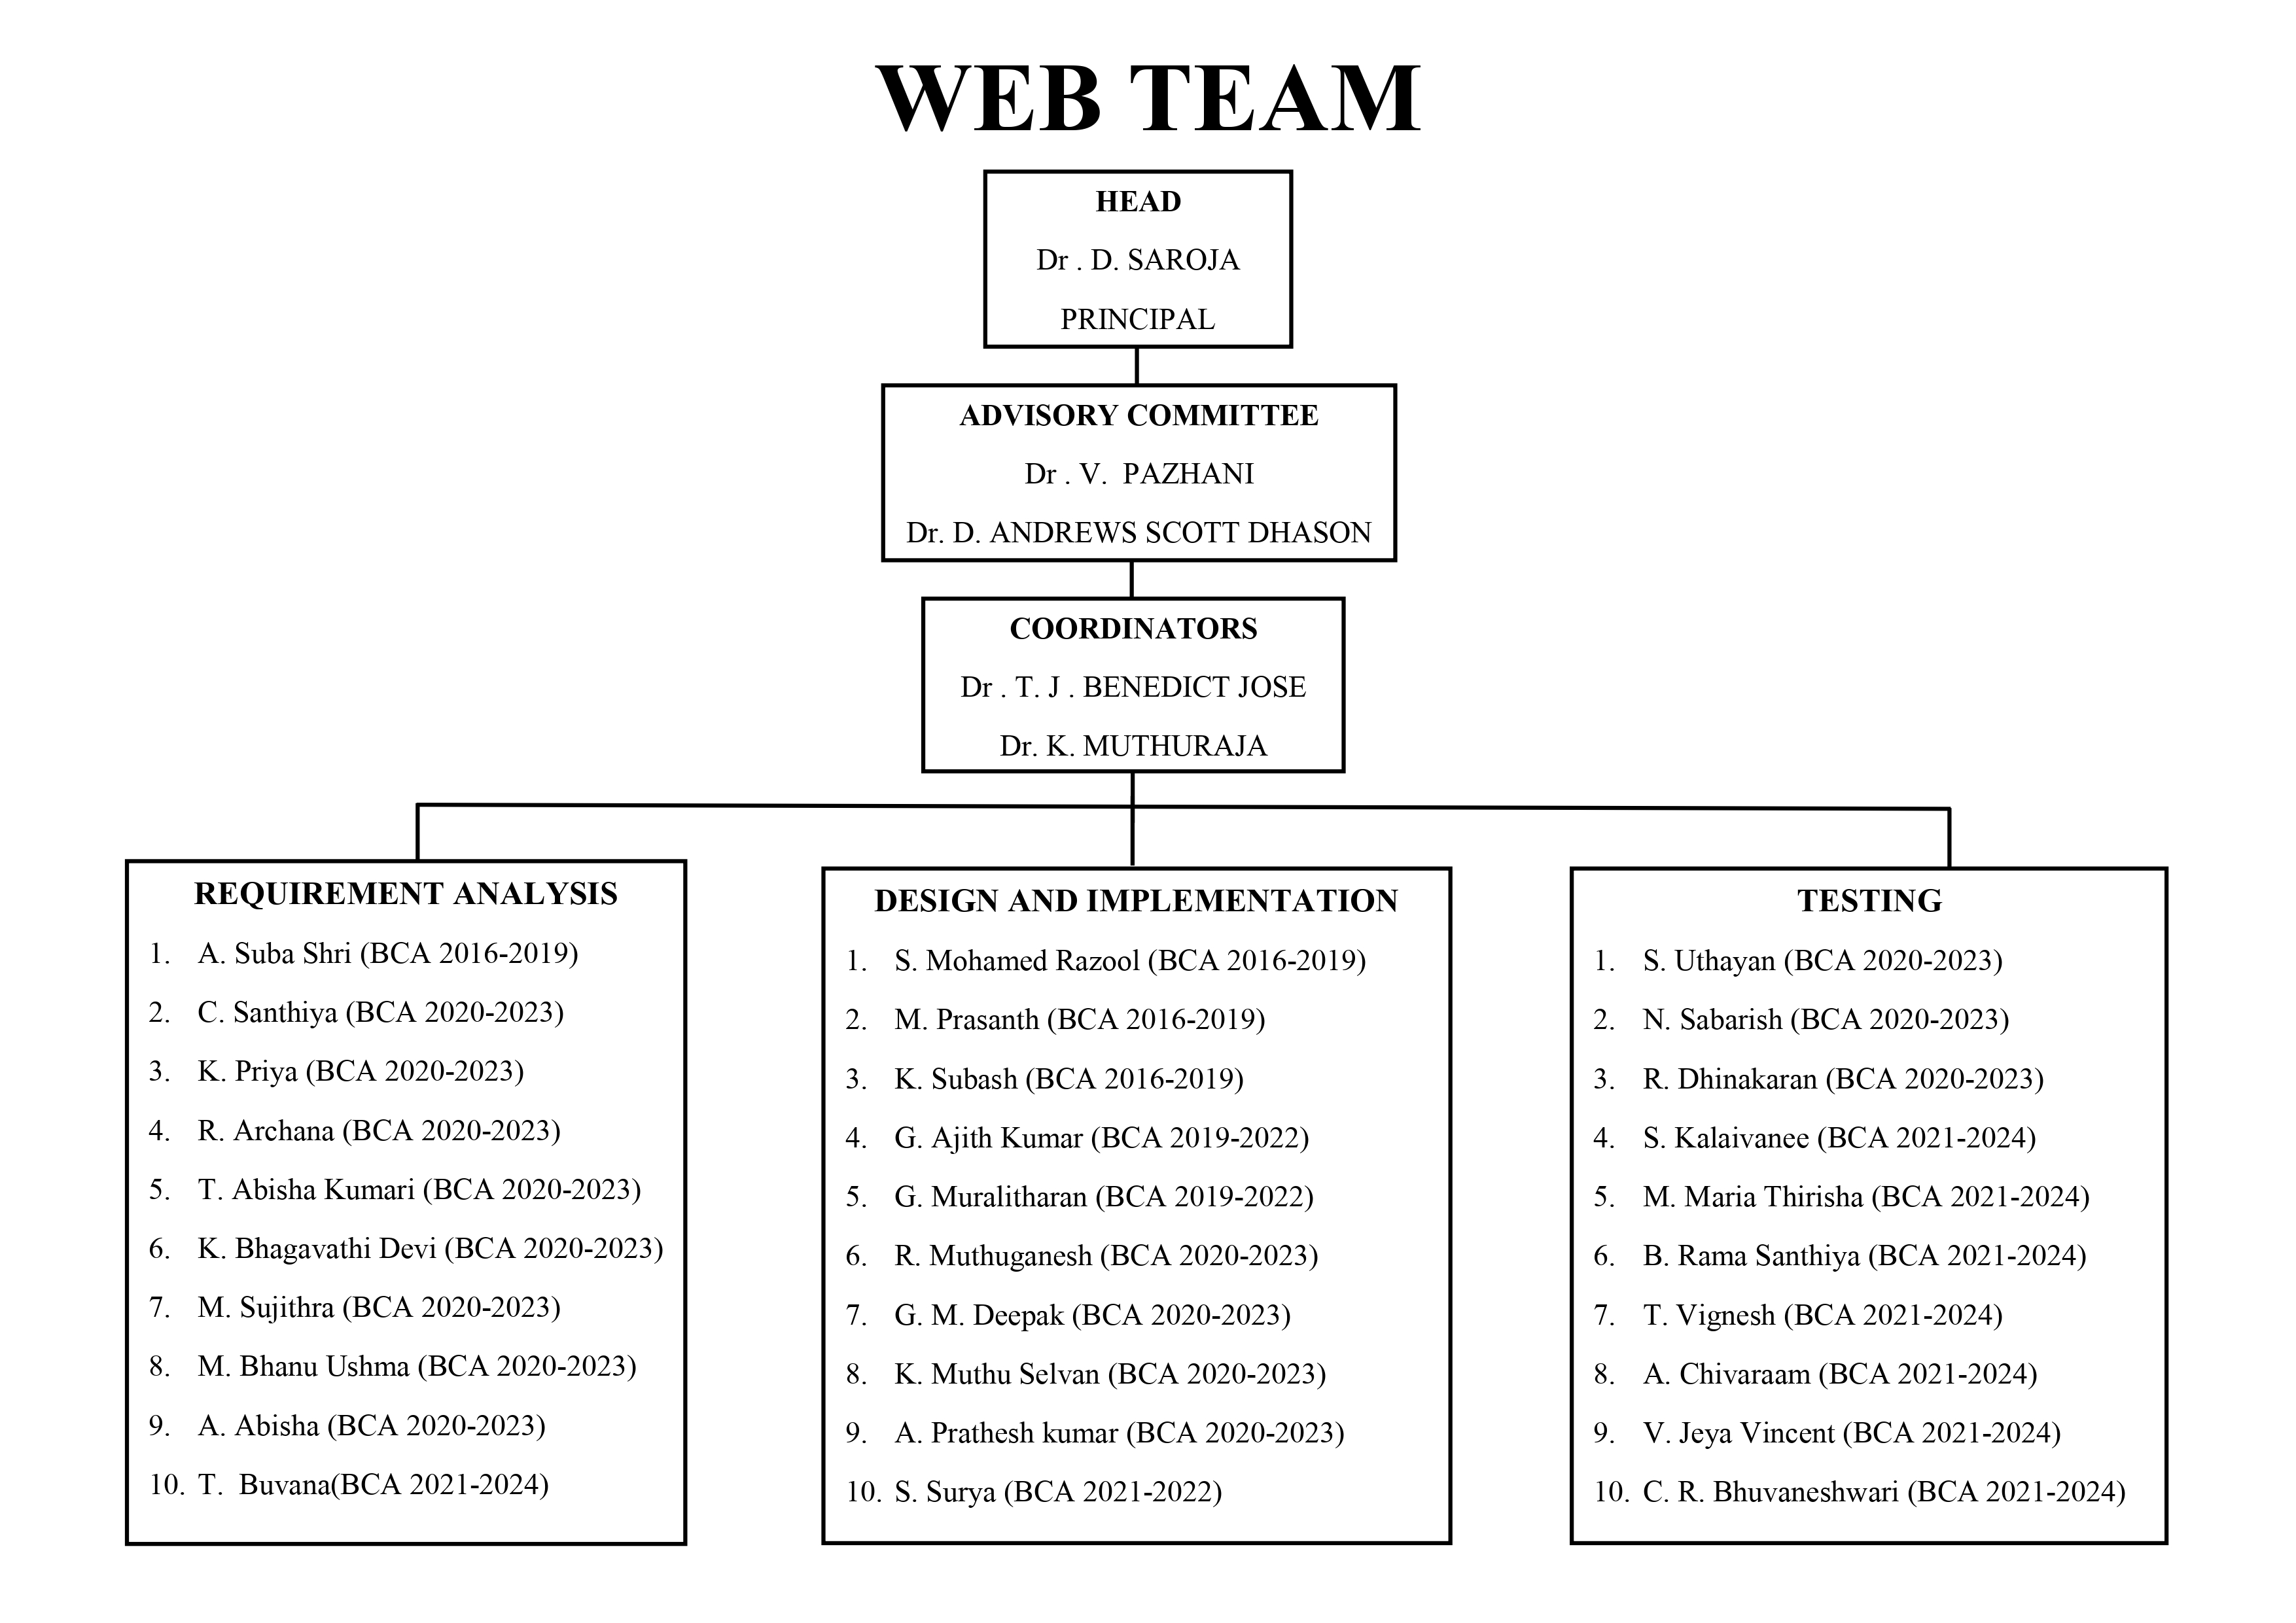 WEB TEAM
HEAD
Dr . D. SAROJA
PRINCIPAL
ADVISORY COMMITTEE
Dr . V.  PAZHANI
Dr. D. ANDREWS SCOTT DHASON
COORDINATORS
Dr . T. J . BENEDICT JOSE
Dr. K. MUTHURAJA
REQUIREMENT ANALYSIS
1. A. Suba Shri (BCA 2016-2019)
2. C. Santhiya (BCA 2020-2023)
3. K. Priya (BCA 2020-2023)
4. R. Archana (BCA 2020-2023)
5. T. Abisha Kumari (BCA 2020-2023)
6. K. Bhagavathi Devi (BCA 2020-2023)
7. M. Sujithra (BCA 2020-2023)
8. M. Bhanu Ushma (BCA 2020-2023)
9. A. Abisha (BCA 2020-2023)
10. T.  Buvana(BCA 2021-2024)
DESIGN AND IMPLEMENTATION
1. S. Mohamed Razool (BCA 2016-2019)
2. M. Prasanth (BCA 2016-2019)
3. K. Subash (BCA 2016-2019)
4. G. Ajith Kumar (BCA 2019-2022)
5. G. Muralitharan (BCA 2019-2022)
6. R. Muthuganesh (BCA 2020-2023)
7. G. M. Deepak (BCA 2020-2023)
8. K. Muthu Selvan (BCA 2020-2023)
9. A. Prathesh kumar (BCA 2020-2023)
10. S. Surya (BCA 2021-2022)
TESTING
1. S. Uthayan (BCA 2020-2023)
2. N. Sabarish (BCA 2020-2023)
3. R. Dhinakaran (BCA 2020-2023)
4. S. Kalaivanee (BCA 2021-2024)
5. M. Maria Thirisha (BCA 2021-2024)
6. B. Rama Santhiya (BCA 2021-2024)
7. T. Vignesh (BCA 2021-2024)
8. A. Chivaraam (BCA 2021-2024)
9. V. Jeya Vincent (BCA 2021-2024)
10. C. R. Bhuvaneshwari (BCA 2021-2024)